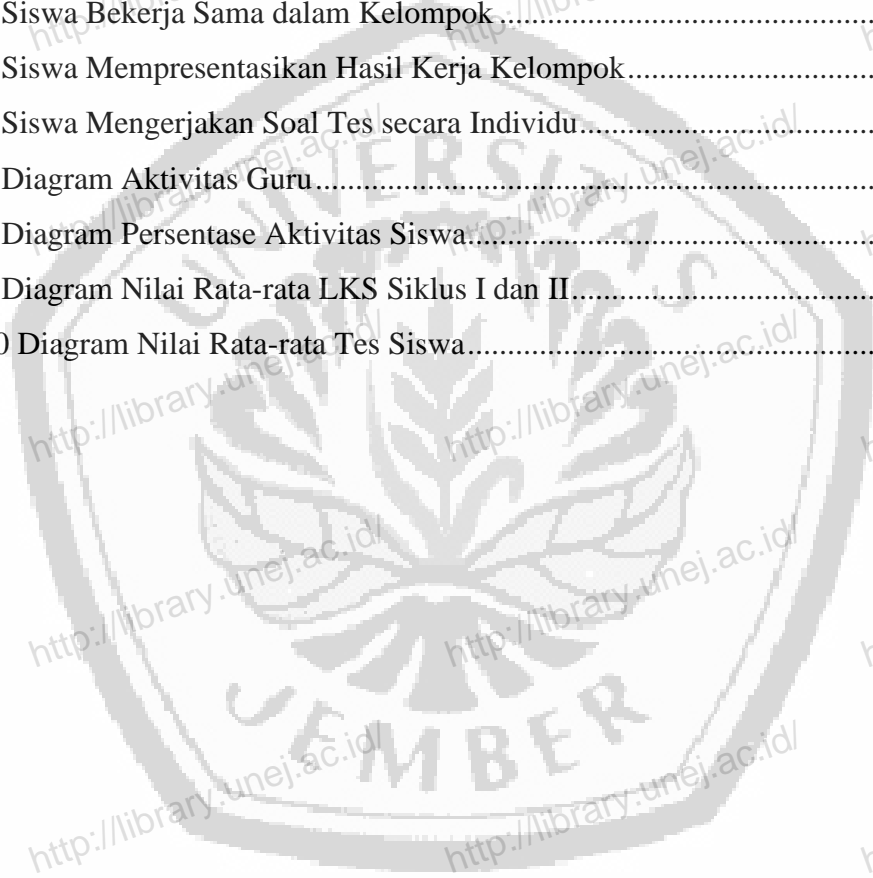 Siswa Bekerja Sama dalam Kelompok
Siswa Mempresentasikan Hasil Kerja Kelompok
Siswa Mengerjakan Soal Tes secara Individu
Diagram Aktivitas Guru
Diagram Persentase Aktivitas Siswa
Diagram Nilai Rata-rata LKS Siklus I dan II
0 Diagram Nilai Rata-rata Tes Siswa
UNIVERSITAS
JEMBER
http://library.unej.ac.id/
http://library.unej.ac.id/
http://library.unej.ac.id/
http://library.unej.ac.id/
http://library.unej.ac.id/
http://library.unej.ac.id/
http://library.unej.ac.id/
http://library.unej.ac.id/